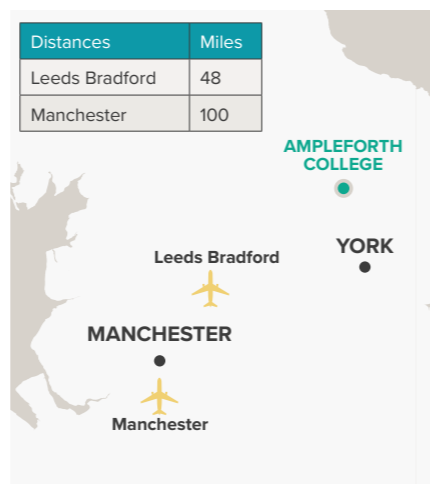 Distances Miles
Leeds Bradford 48
Manchester 100
AMPLEFORTH
COLLEGE
YORK
Leeds Bradford
MANCHESTER
Manchester